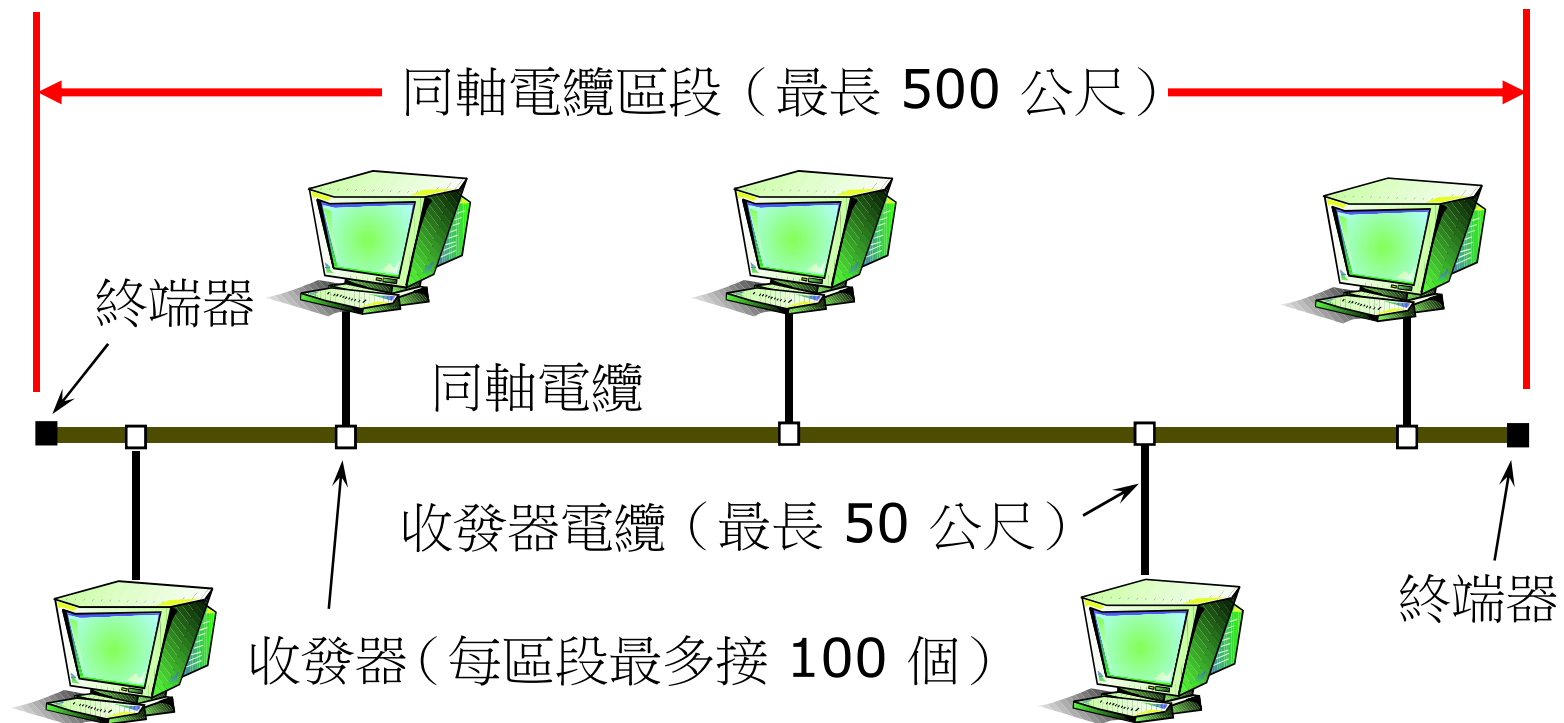 同軸電纜區段（最長 500 公尺）
終端器
同軸電纜
收發器電纜（最長 50 公尺）
終端器
收發器（每區段最多接 100 個）